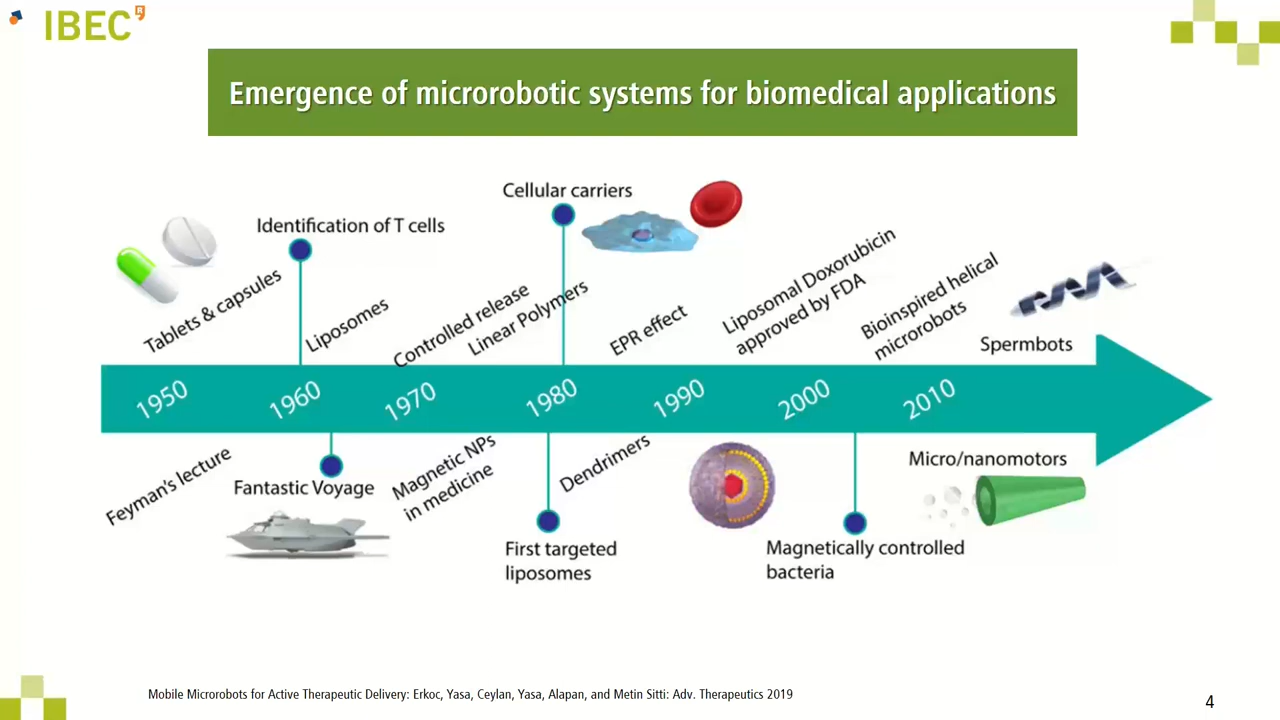 IBEC
Emergence of microrobotic systems for biomedical applications
Cellular carriers
Identification of T cells
Tablets & capsules
Liposomes
Controlled release
Linear Polymers
EPR effect
Liposomal Doxorubicin
approved by FDA
Bioinspired helical
microrobots
Spermbots
1950
1960
1970
1980
1990
2000
2010
Feyman's lecture
Fantastic Voyage
Magnetic NPs
in medicine
First targeted
liposomes
Dendrimers
Magnetically controlled
bacteria
Micro/nanomotors
Mobile Microrobots for Active Therapeutic Delivery: Erkoc, Yasa, Ceylan, Yasa, Alapan, and Metin Sitti: Adv. Therapeutics 2019
4